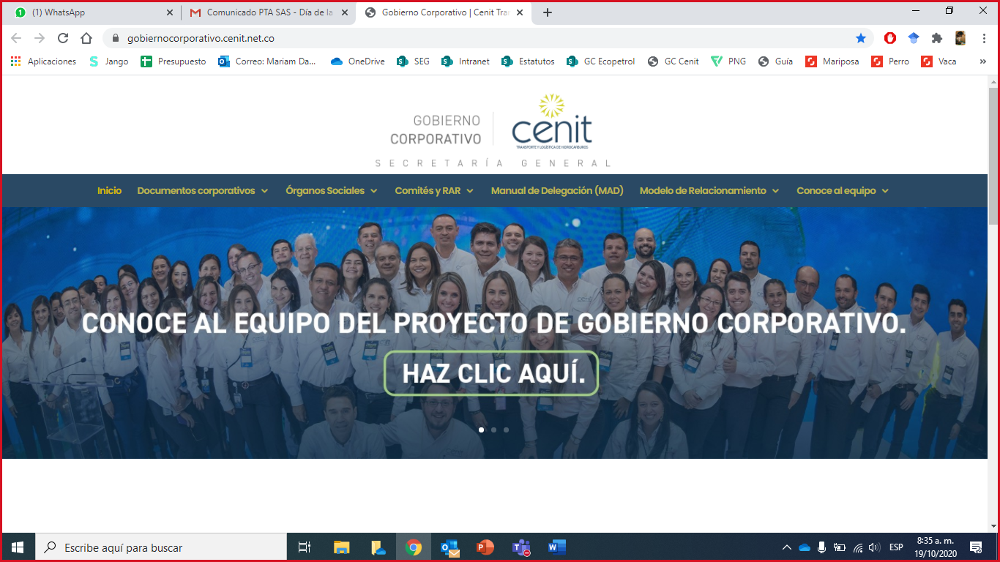 (1) WhatsApp
Comunicado PTA SAS - Día de la
Gobierno Corporativo | Cenit Tra
gobiernocorporativo.cenit.net.co
Aplicaciones Jango Presupuesto Correo: Mariam Da... OneDrive SEG Intranet Estatutos GC Ecopetrol GC Cenit PNG Guía Mariposa Perro Vaca »
GOBIERNO
CORPORATIVO
cenit
TRANSPORTE Y LOGÍSTICA DE HIDROCARBUROS
SECRETARÍA GENERAL
Inicio Documentos corporativos Órganos Sociales Comités y RAR Manual de Delegación (MAD) Modelo de Relacionamiento Conoce al equipo
CONOCE AL EQUIPO DEL PROYECTO DE GOBIERNO CORPORATIVO.
HAZ CLIC AQUÍ.
Escribe aquí para buscar
ESP
8:35 a. m.
19/10/2020